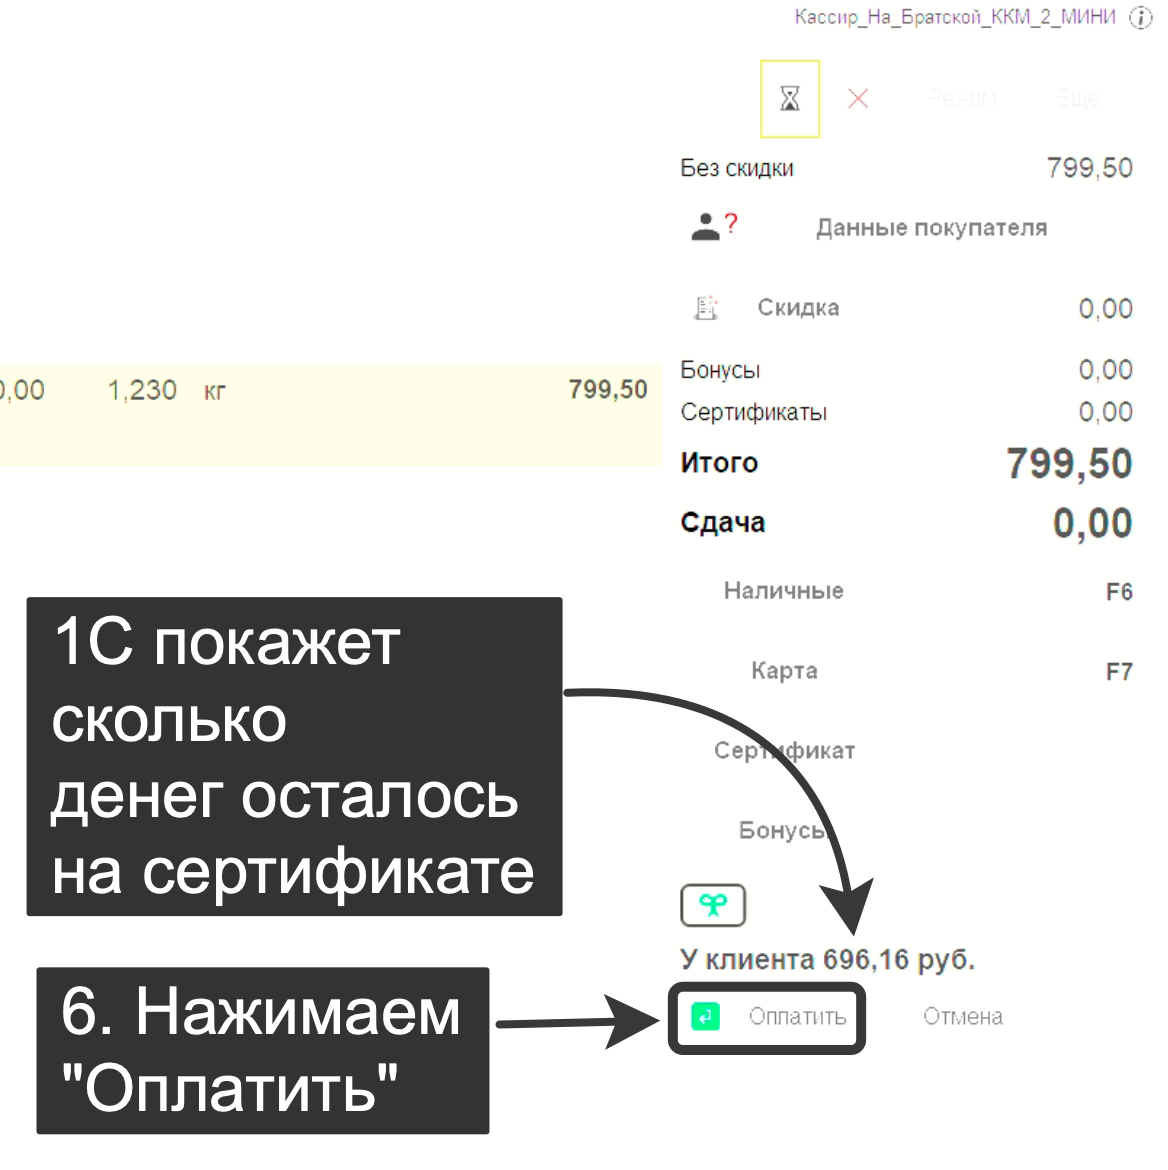 Кассир_На_Братской_ККМ_2_МИНИ
Режим Еще
Без скидки 799,50
? Данные покупателя
Скидка 0,00
Бонусы 0,00
0,00 1,230 кг 799,50
Сертификаты 0,00
Итого 799,50
Сдача 0,00
Наличные F6
Карта F7
Сертификат
Бонусы
1С покажет
сколько
денег осталось
на сертификате
У клиента 696,16 руб.
Оплатить Отмена
6. Нажимаем
"Оплатить"